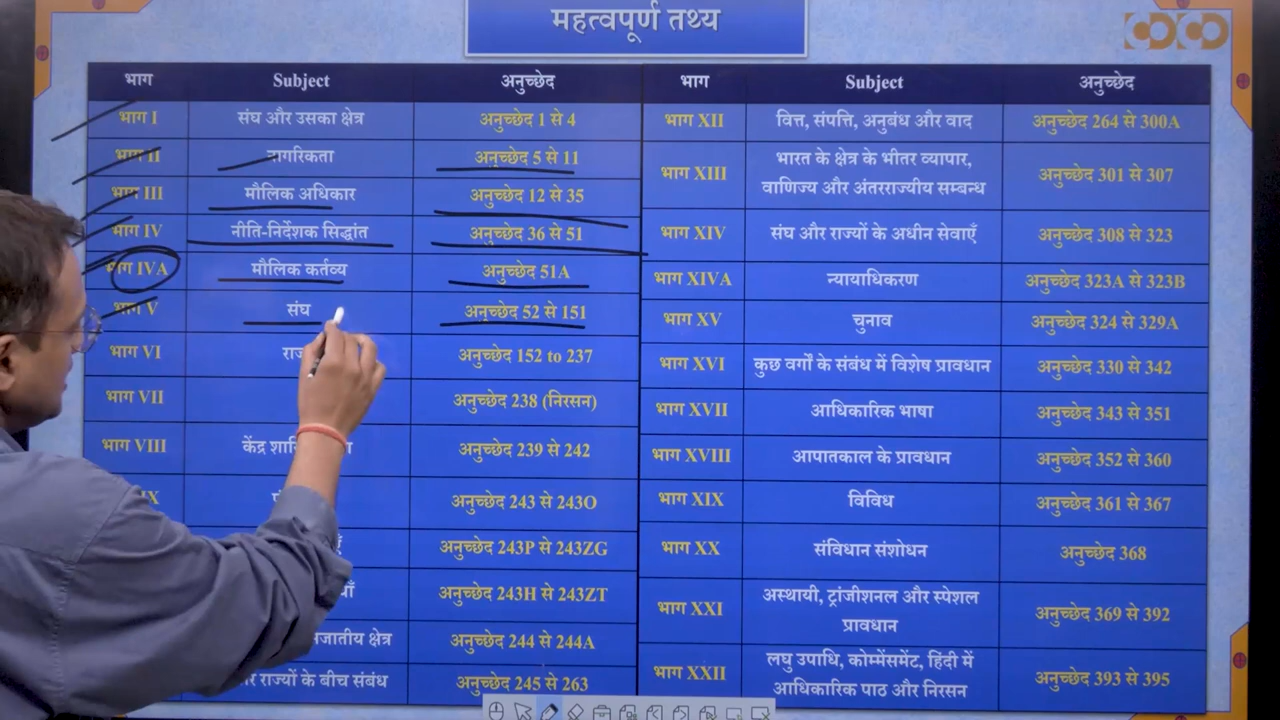 महत्वपूर्ण तथ्य
भाग Subject अनुच्छेद
भाग I संघ और उसका क्षेत्र अनुच्छेद 1 से 4
भाग II नागरिकता अनुच्छेद 5 से 11
भाग III मौलिक अधिकार अनुच्छेद 12 से 35
भाग IV नीति-निर्देशक सिद्धांत अनुच्छेद 36 से 51
भाग IVA मौलिक कर्तव्य अनुच्छेद 51A
भाग V संघ अनुच्छेद 52 से 151
भाग VI अनुच्छेद 152 to 237
भाग VII अनुच्छेद 238 (निरसन)
भाग VIII केंद्र अनुच्छेद 239 से 242
IX अनुच्छेद 243 से 243O
अनुच्छेद 243P से 243ZG
अनुच्छेद 243H से 243ZT
क्षेत्र अनुच्छेद 244 से 244A
राज्यों के बीच संबंध अनुच्छेद 245 से 263
भाग Subject अनुच्छेद
भाग XII वित्त, संपत्ति, अनुबंध और वाद अनुच्छेद 264 से 300A
भाग XIII भारत के क्षेत्र के भीतर व्यापार,
वाणिज्य और अंतरराज्यीय सम्बन्ध अनुच्छेद 301 से 307
भाग XIV संघ और राज्यों के अधीन सेवाएँ अनुच्छेद 308 से 323
भाग XIVA न्यायाधिकरण अनुच्छेद 323A से 323B
भाग XV चुनाव अनुच्छेद 324 से 329A
भाग XVI कुछ वर्गों के संबंध में विशेष प्रावधान अनुच्छेद 330 से 342
भाग XVII आधिकारिक भाषा अनुच्छेद 343 से 351
भाग XVIII आपातकाल के प्रावधान अनुच्छेद 352 से 360
भाग XIX विविध अनुच्छेद 361 से 367
भाग XX संविधान संशोधन अनुच्छेद 368
भाग XXI अस्थायी, ट्रांजीशनल और स्पेशल
प्रावधान अनुच्छेद 369 से 392
भाग XXII लघु उपाधि, कोम्मेंसमेंट, हिंदी में
आधिकारिक पाठ और निरसन अनुच्छेद 393 से 395